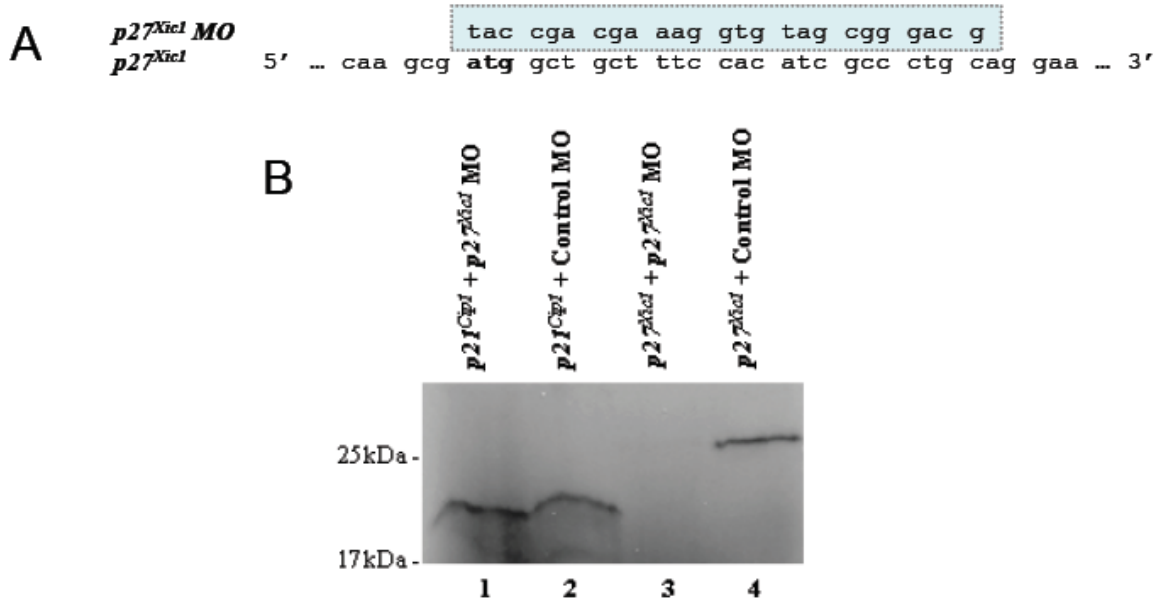 A
p27Xic1 MO tac cga cga aag gtg tag cgg gac g
p27Xic1 5′ … caa gcg atg gct gct ttc cac atc gcc ctg cag gaa … 3′
B
p21Cip1 + p27Xic1 MO
p21Cip1 + Control MO
p27Xic1 + p27Xic1 MO
p27Xic1 + Control MO
25kDa -
17kDa -
1 2 3 4